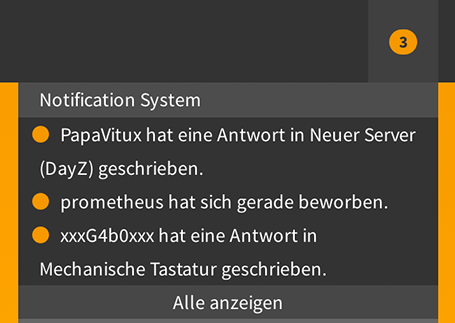 3
Notification System
PapaVitux hat eine Antwort in Neuer Server
(DayZ) geschrieben.
prometheus hat sich gerade beworben.
xxxG4b0xxx hat eine Antwort in
Mechanische Tastatur geschrieben.
Alle anzeigen